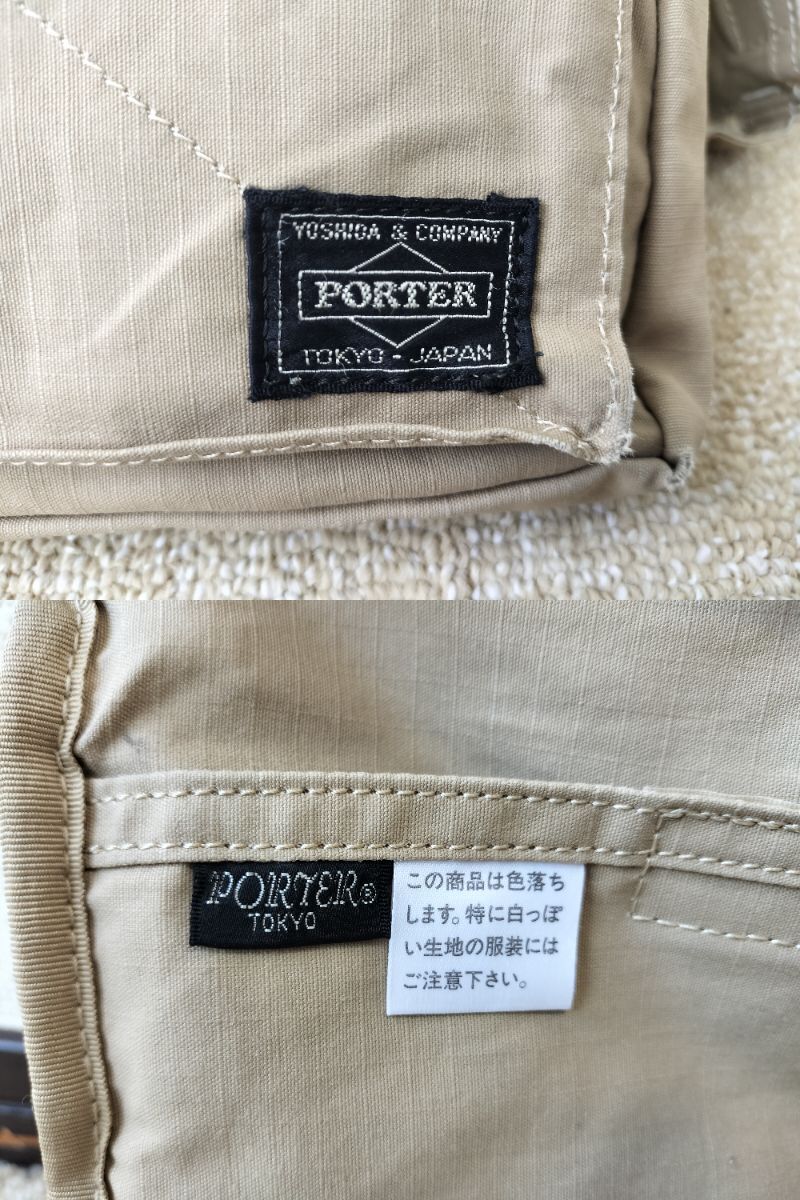 YOSHIDA & COMPANY
PORTER
TOKYO - JAPAN
PORTER®
TOKYO
この商品は色落ち
します。特に白っぽ
い生地の服装には
ご注意下さい。